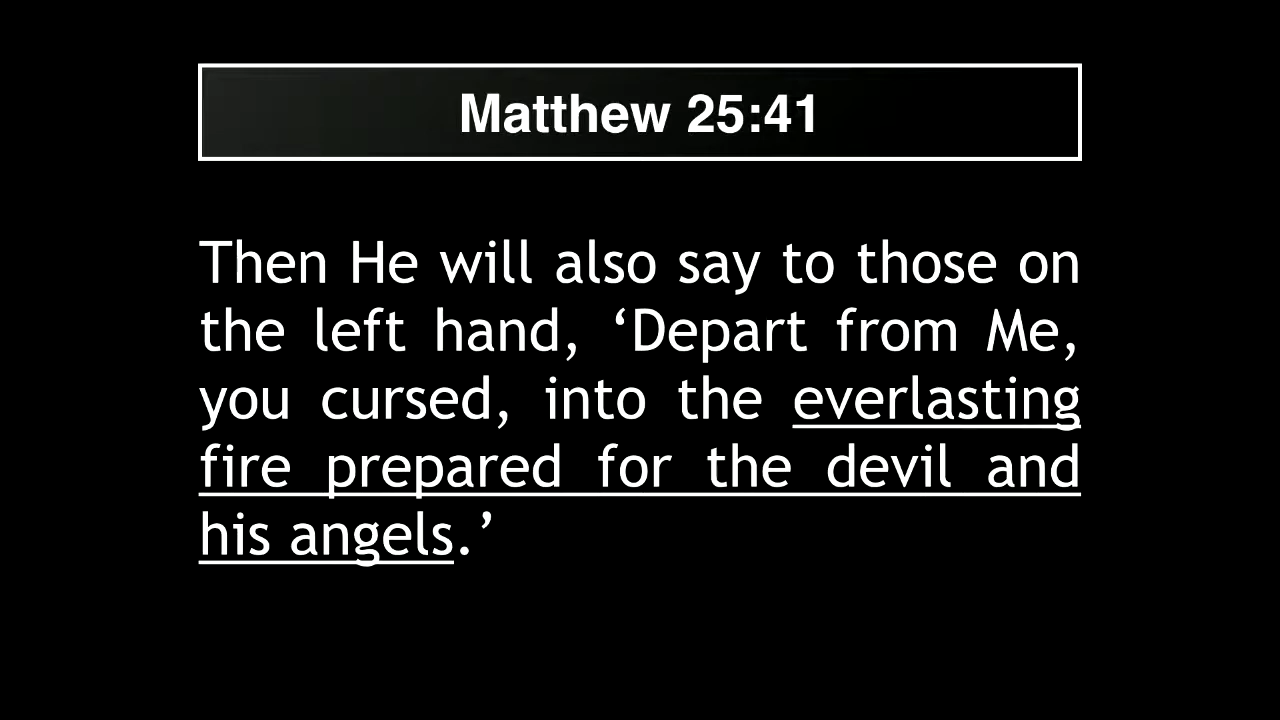 Matthew 25:41
Then He will also say to those on
the left hand, ‘Depart from Me,
you cursed, into the everlasting
fire prepared for the devil and
his angels.’